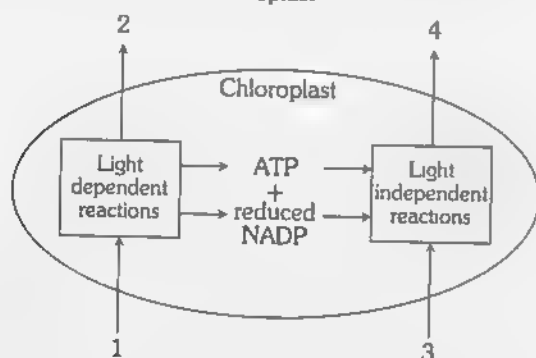 2 4
Chloroplast
Light
dependent
reactions
ATP
+
reduced
NADP
Light
independent
reactions
1 3